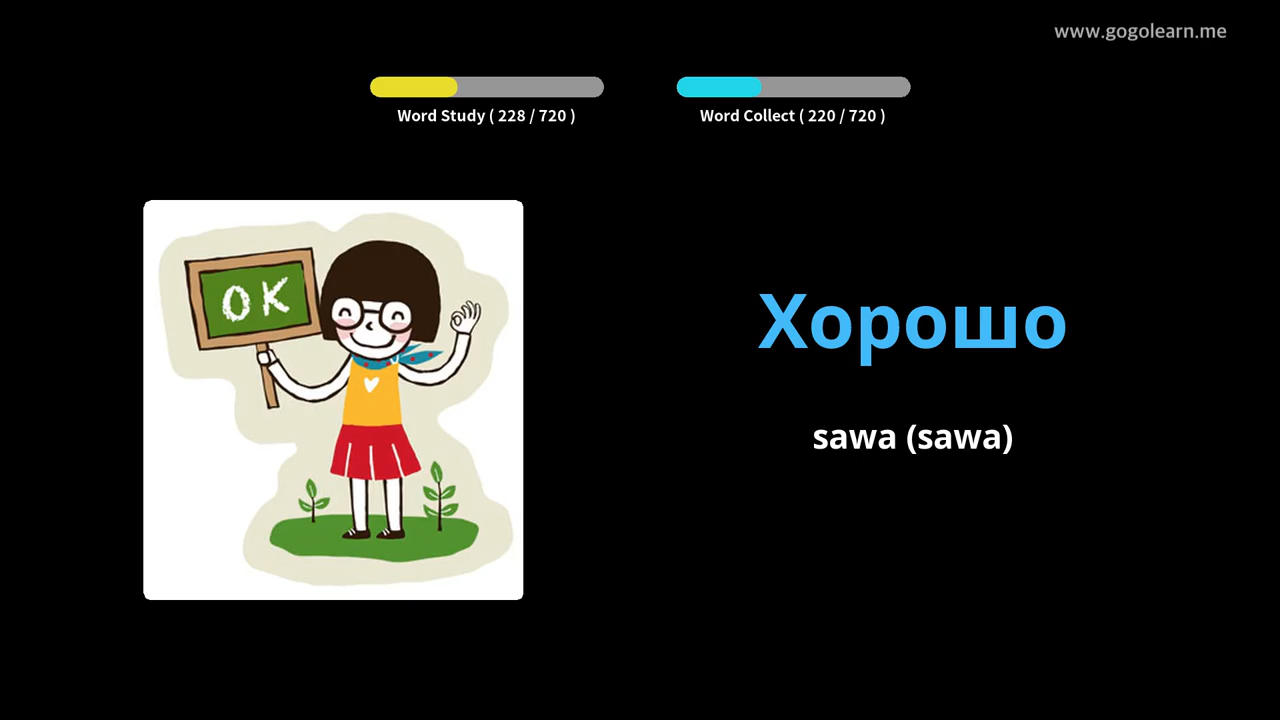 www.gogolearn.me
Word Study ( 228 / 720 )
Word Collect ( 220 / 720 )
OK
Хорошо
sawa (sawa)